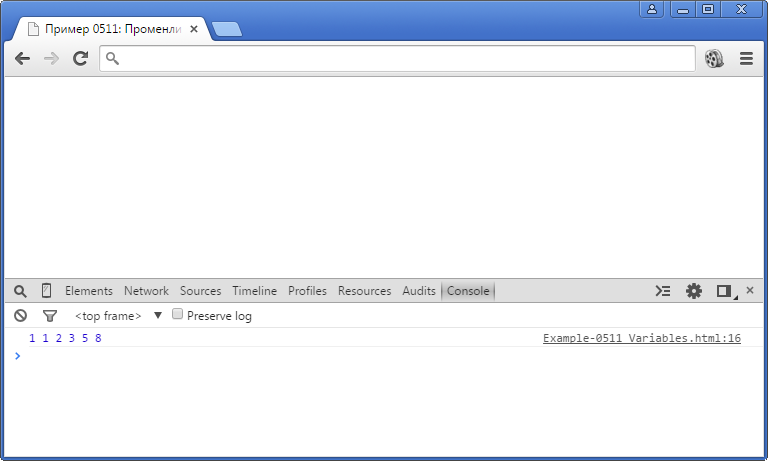 Пример 0511: Променли
Elements Network Sources Timeline Profiles Resources Audits Console
<top frame> Preserve log
1 1 2 3 5 8 Example-0511 Variables.html:16